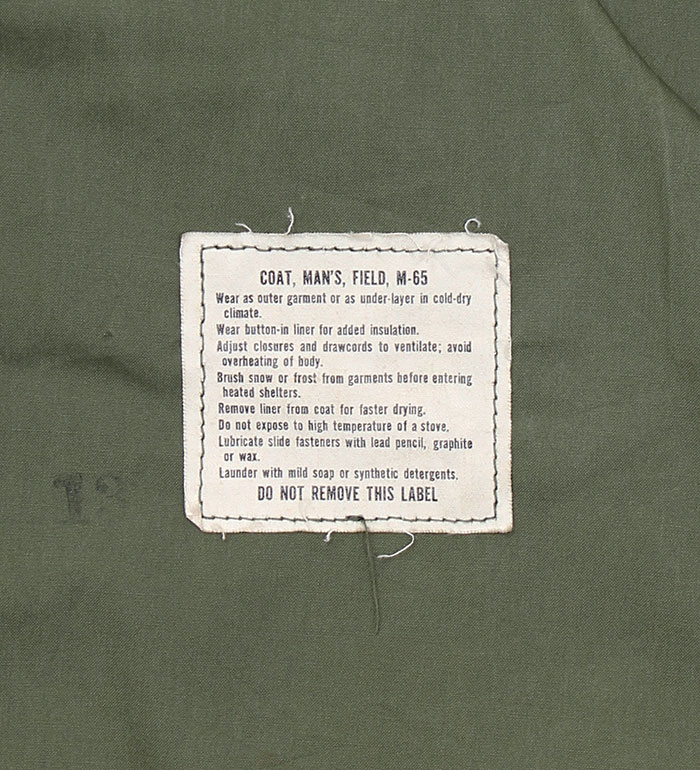 COAT, MAN'S, FIELD, M-65
Wear as outer garment or as under-layer in cold-dry
climate.
Wear button-in liner for added insulation.
Adjust closures and drawcords to ventilate; avoid
overheating of body.
Brush snow or frost from garments before entering
heated shelters.
Remove liner from coat for faster drying.
Do not expose to high temperature of a stove.
Lubricate slide fasteners with lead pencil, graphite
or wax.
Launder with mild soap or synthetic detergents.
DO NOT REMOVE THIS LABEL